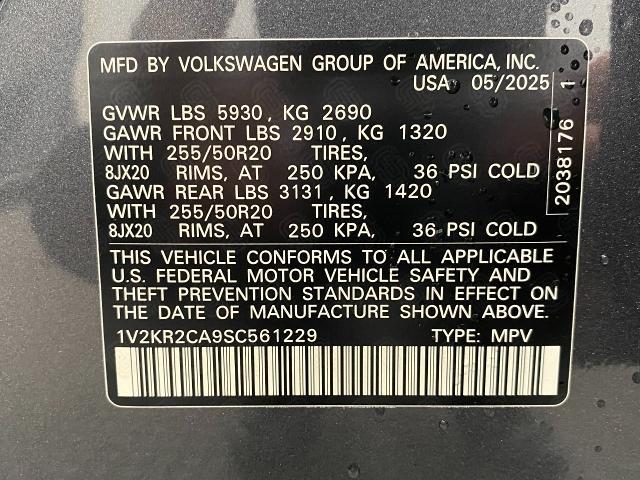 MFD BY VOLKSWAGEN GROUP OF AMERICA, INC.
USA 05/2025
GVWR LBS 5930, KG 2690
GAWR FRONT LBS 2910, KG 1320
WITH 255/50R20 TIRES,
8JX20 RIMS, AT 250 KPA, 36 PSI COLD
GAWR REAR LBS 3131, KG 1420
WITH 255/50R20 TIRES,
8JX20 RIMS, AT 250 KPA, 36 PSI COLD
THIS VEHICLE CONFORMS TO ALL APPLICABLE
U.S. FEDERAL MOTOR VEHICLE SAFETY AND
THEFT PREVENTION STANDARDS IN EFFECT ON
THE DATE OF MANUFACTURE SHOWN ABOVE.
1V2KR2CA9SC561229 TYPE: MPV
2038176 1